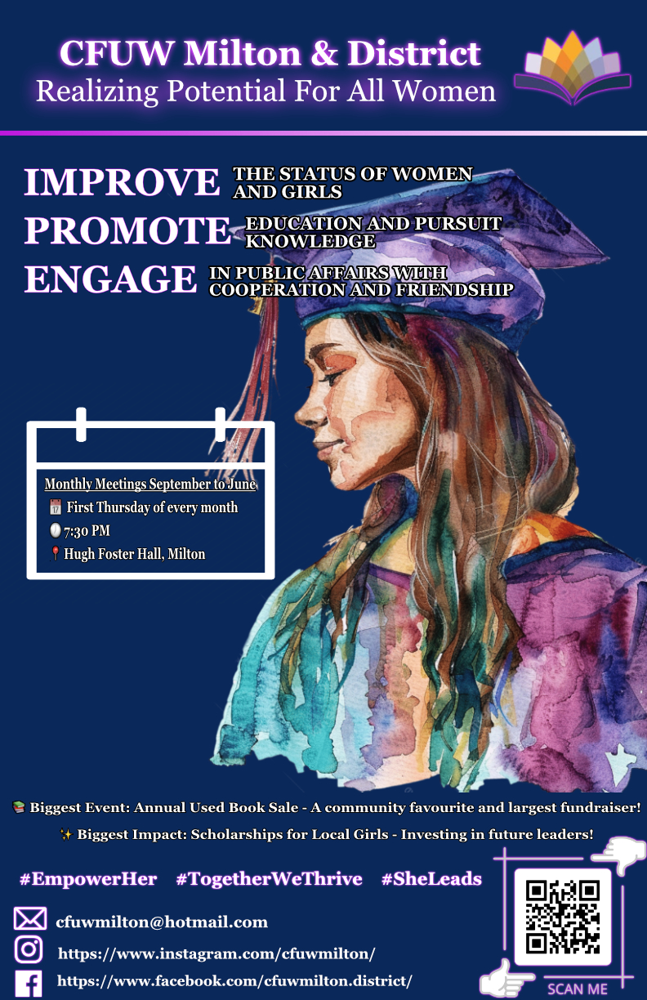 CFUW Milton & District
Realizing Potential For All Women
IMPROVE THE STATUS OF WOMEN
AND GIRLS
PROMOTE EDUCATION AND PURSUIT
KNOWLEDGE
ENGAGE IN PUBLIC AFFAIRS WITH
COOPERATION AND FRIENDSHIP
Monthly Meetings September to June
📅 First Thursday of every month
🕖 7:30 PM
📍 Hugh Foster Hall, Milton
📚 Biggest Event: Annual Used Book Sale - A community favourite and largest fundraiser!
✨ Biggest Impact: Scholarships for Local Girls - Investing in future leaders!
#EmpowerHer #TogetherWeThrive #SheLeads
cfuwmilton@hotmail.com
https://www.instagram.com/cfuwmilton/
https://www.facebook.com/cfuwmilton.district/
SCAN ME